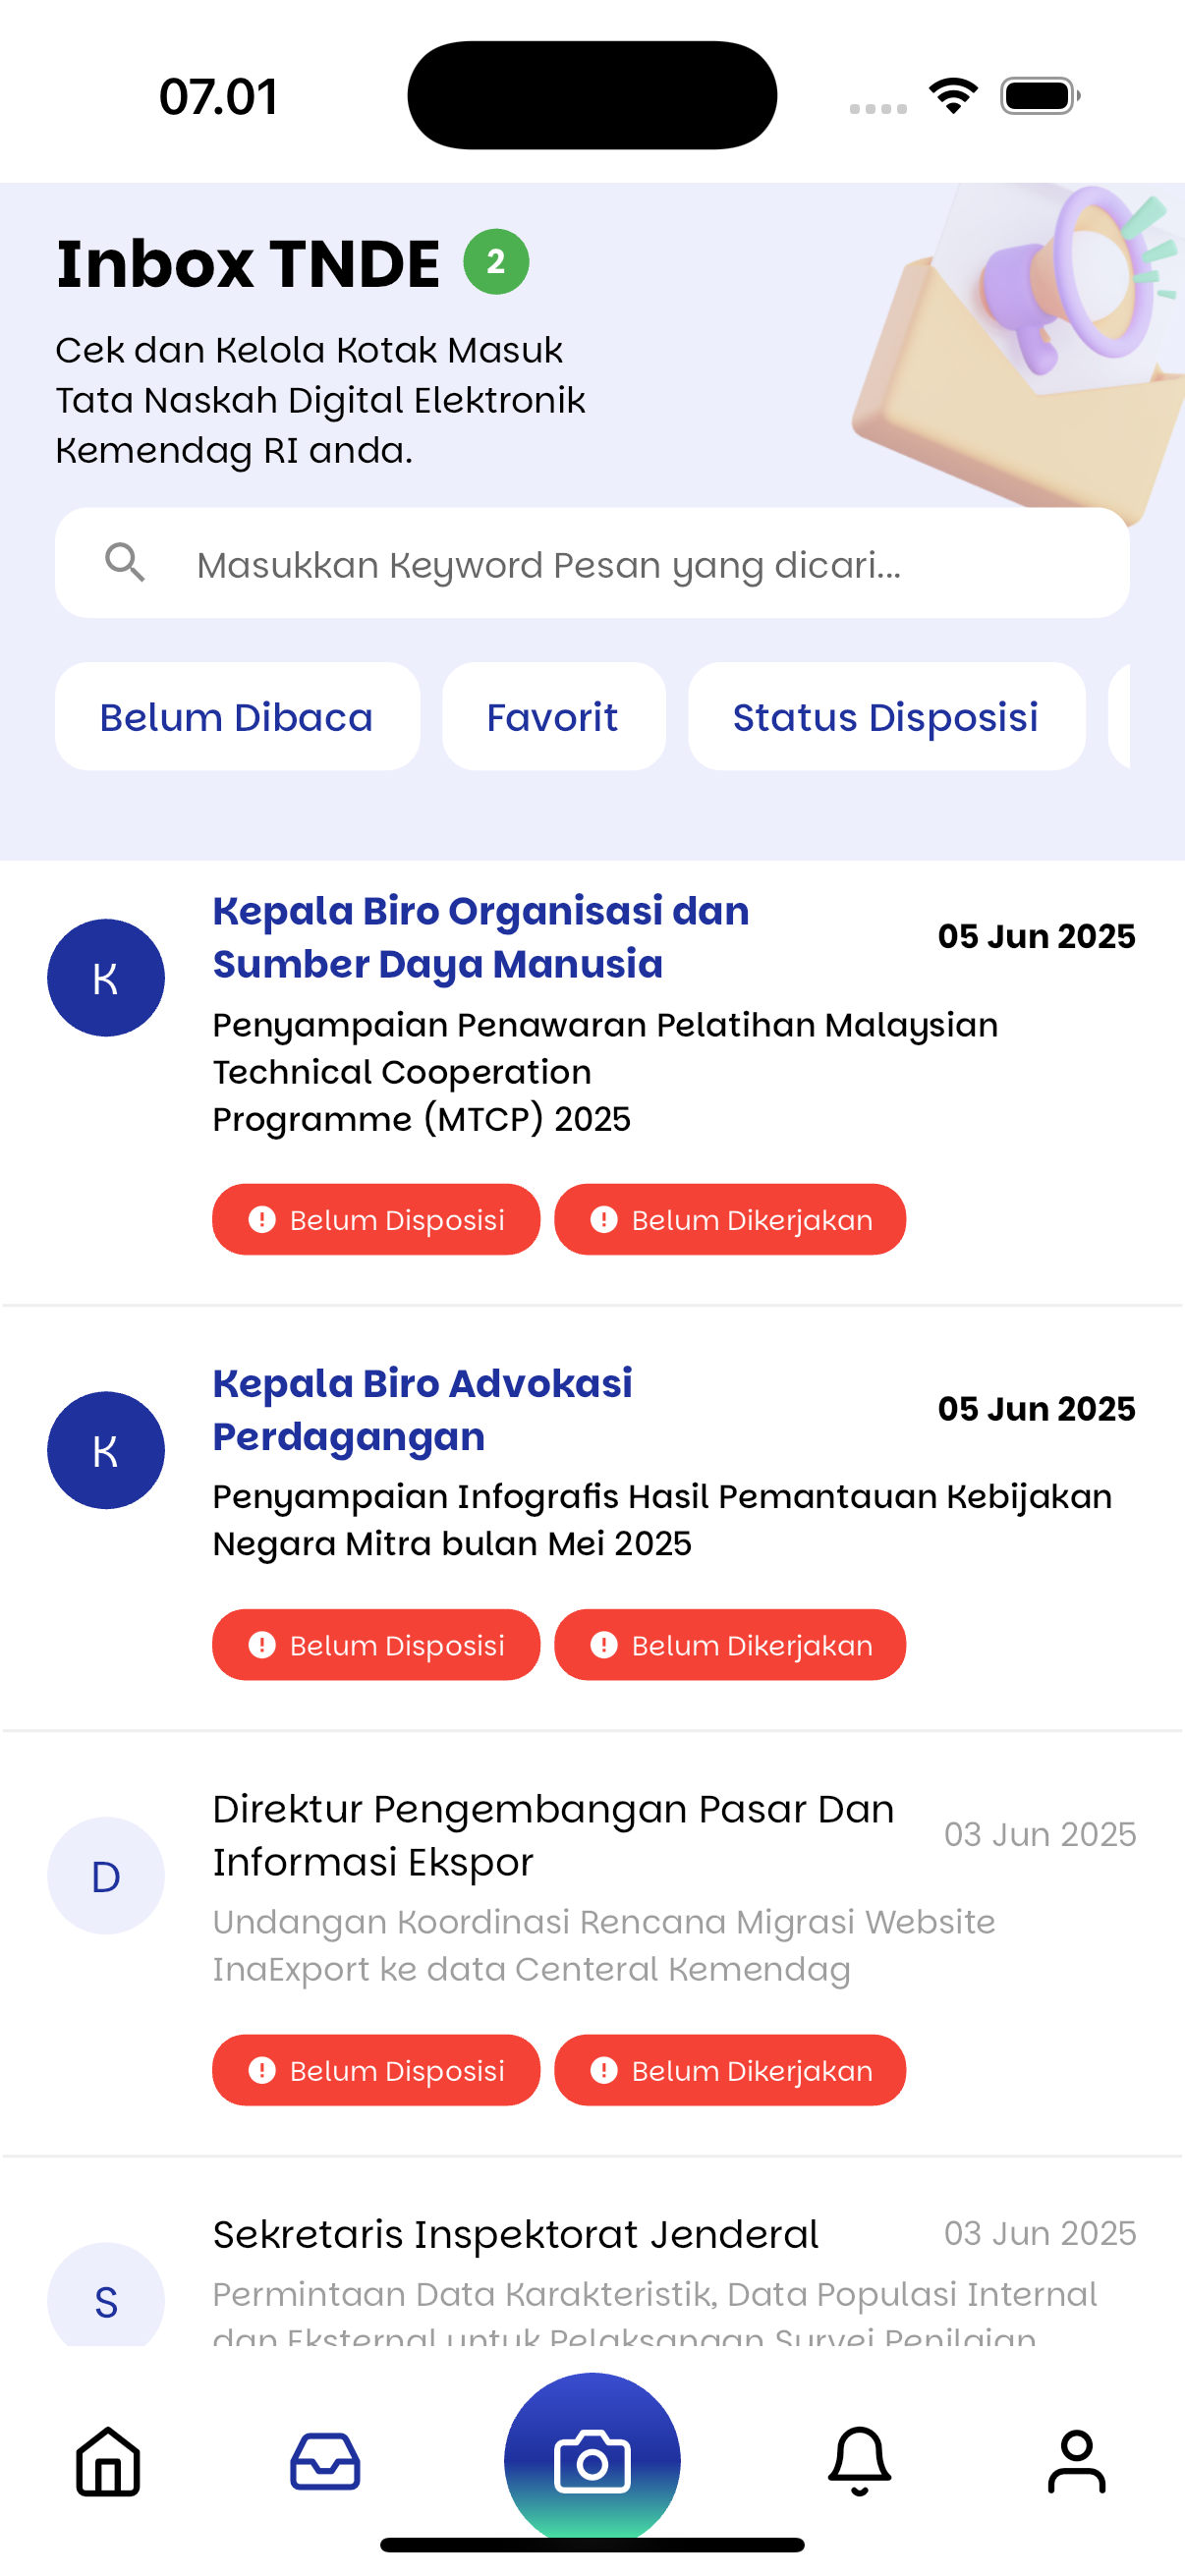 07.01
Inbox TNDE 2
Cek dan Kelola Kotak Masuk
Tata Naskah Digital Elektronik
Kemendag RI anda.
Masukkan Keyword Pesan yang dicari...
Belum Dibaca Favorit Status Disposisi
K
Kepala Biro Organisasi dan
Sumber Daya Manusia
05 Jun 2025
Penyampaian Penawaran Pelatihan Malaysian
Technical Cooperation
Programme (MTCP) 2025
Belum Disposisi Belum Dikerjakan
K
Kepala Biro Advokasi
Perdagangan
05 Jun 2025
Penyampaian Infografis Hasil Pemantauan Kebijakan
Negara Mitra bulan Mei 2025
Belum Disposisi Belum Dikerjakan
D
Direktur Pengembangan Pasar Dan
Informasi Ekspor
03 Jun 2025
Undangan Koordinasi Rencana Migrasi Website
InaExport ke data Centeral Kemendag
Belum Disposisi Belum Dikerjakan
S
Sekretaris Inspektorat Jenderal
03 Jun 2025
Permintaan Data Karakteristik, Data Populasi Internal
dan Eksternal untuk Pelaksanaan Survei Penilaian